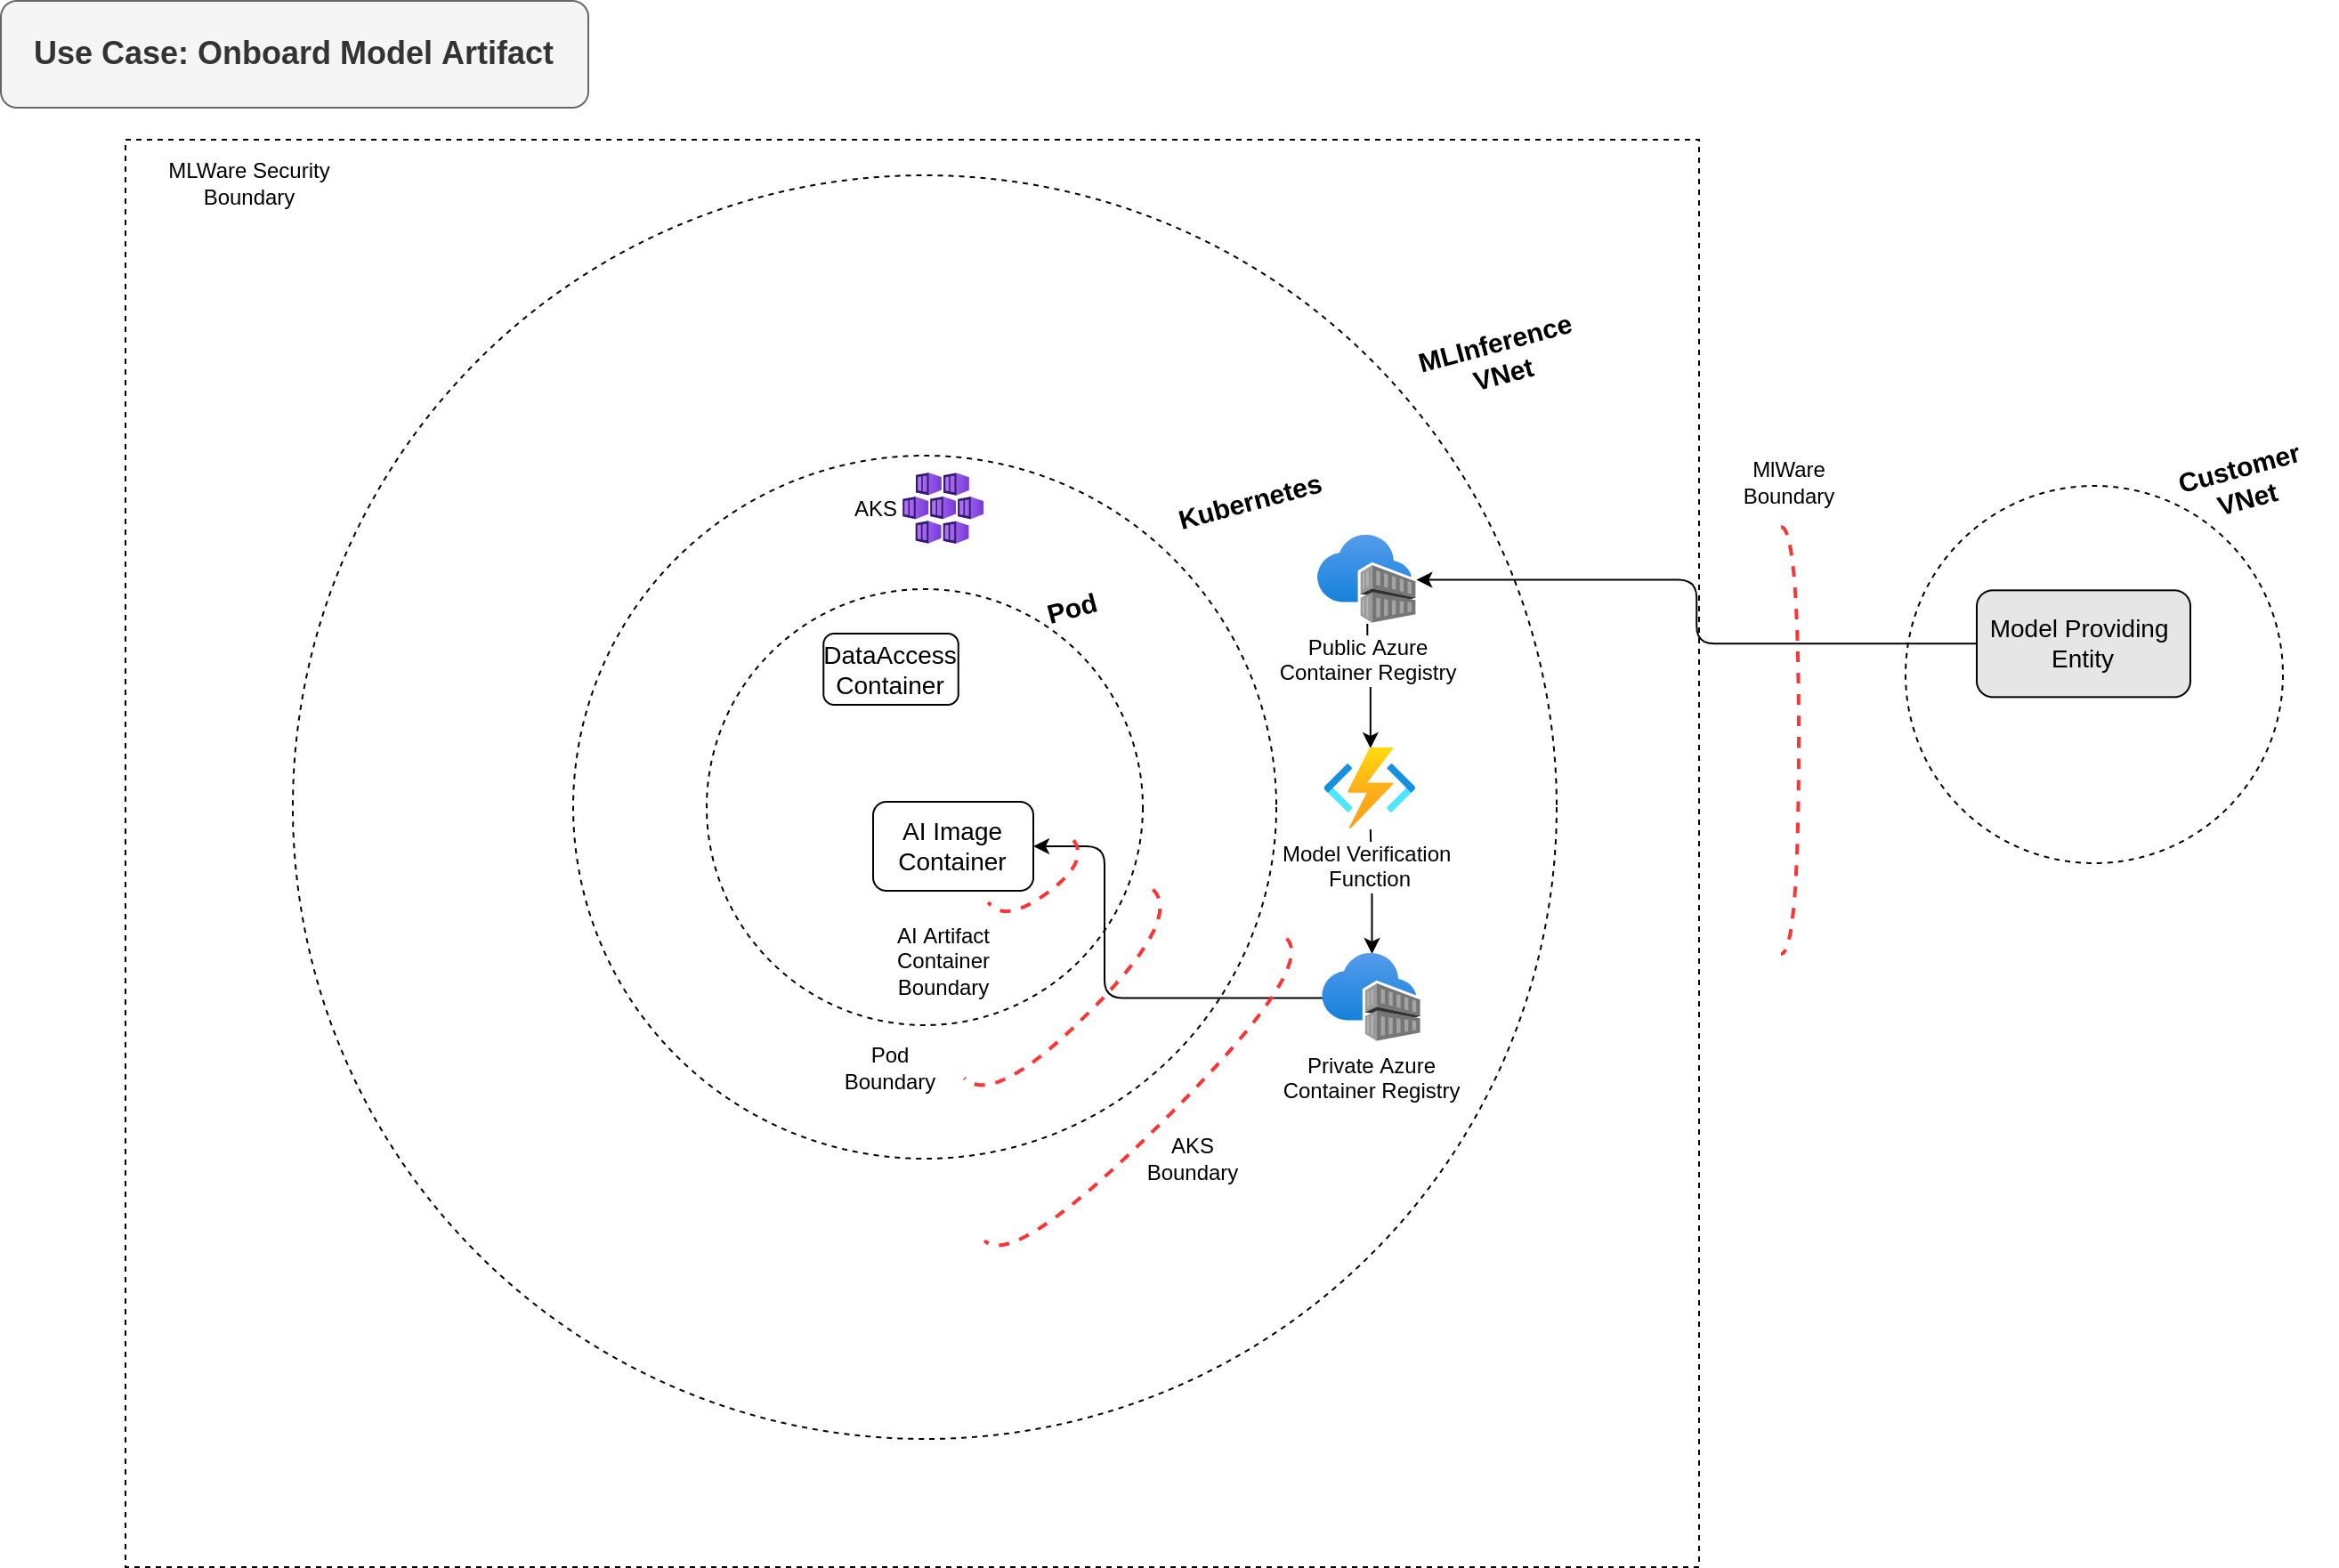 Use Case: Onboard Model Artifact
MLWare Security
Boundary
MLInference
VNet
Customer
VNet
MlWare
Boundary
Kubernetes
AKS
Pod
DataAccess
Container
Public Azure
Container Registry
Model Providing
Entity
AI Image
Container
Model Verification
Function
AI Artifact
Container
Boundary
Pod
Boundary
Private Azure
Container Registry
AKS
Boundary